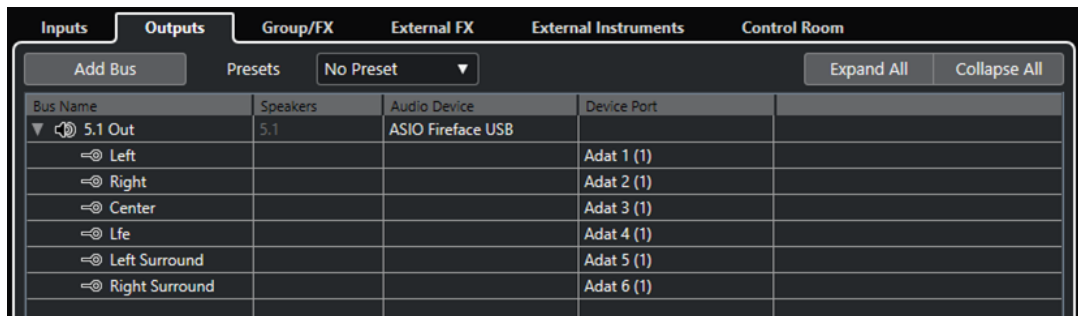 Inputs Outputs Group/FX External FX External Instruments Control Room
Add Bus Presets No Preset Expand All Collapse All
Bus Name Speakers Audio Device Device Port
5.1 Out 5.1 ASIO Fireface USB
Left Adat 1 (1)
Right Adat 2 (1)
Center Adat 3 (1)
Lfe Adat 4 (1)
Left Surround Adat 5 (1)
Right Surround Adat 6 (1)